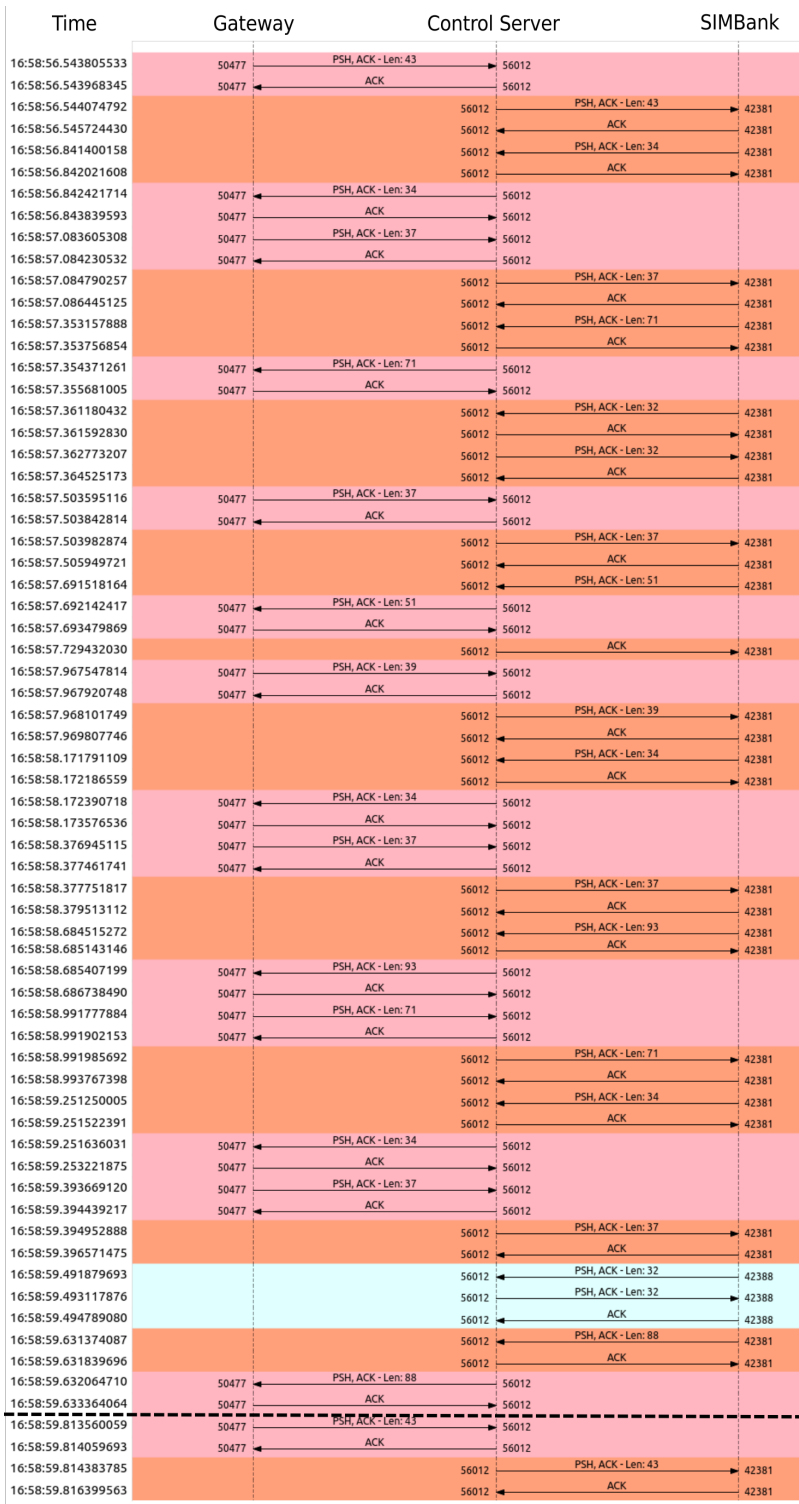 Time Gateway Control Server SIMBank
16:58:56.543805533 50477 PSH, ACK - Len: 43 56012
16:58:56.543968345 50477 ACK 56012
16:58:56.544074792 56012 PSH, ACK - Len: 43 42381
16:58:56.545724430 56012 ACK 42381
16:58:56.841400158 56012 PSH, ACK - Len: 34 42381
16:58:56.842021608 56012 ACK 42381
16:58:56.842421714 50477 PSH, ACK - Len: 34 56012
16:58:56.843839593 50477 ACK 56012
16:58:57.083605308 50477 PSH, ACK - Len: 37 56012
16:58:57.084230532 50477 ACK 56012
16:58:57.084790257 56012 PSH, ACK - Len: 37 42381
16:58:57.086445125 56012 ACK 42381
16:58:57.353157888 56012 PSH, ACK - Len: 71 42381
16:58:57.353756854 56012 ACK 42381
16:58:57.354371261 50477 PSH, ACK - Len: 71 56012
16:58:57.355681005 50477 ACK 56012
16:58:57.361180432 56012 PSH, ACK - Len: 32 42381
16:58:57.361592830 56012 ACK 42381
16:58:57.362773207 56012 PSH, ACK - Len: 32 42381
16:58:57.364525173 56012 ACK 42381
16:58:57.503595116 50477 PSH, ACK - Len: 37 56012
16:58:57.503842814 50477 ACK 56012
16:58:57.503982874 56012 PSH, ACK - Len: 37 42381
16:58:57.505949721 56012 ACK 42381
16:58:57.691518164 56012 PSH, ACK - Len: 51 42381
16:58:57.692142417 50477 PSH, ACK - Len: 51 56012
16:58:57.693479869 50477 ACK 56012
16:58:57.729432030 56012 ACK 42381
16:58:57.967547814 50477 PSH, ACK - Len: 39 56012
16:58:57.967920748 50477 ACK 56012
16:58:57.968101749 56012 PSH, ACK - Len: 39 42381
16:58:57.969807746 56012 ACK 42381
16:58:58.171791109 56012 PSH, ACK - Len: 34 42381
16:58:58.172186559 56012 ACK 42381
16:58:58.172390718 50477 PSH, ACK - Len: 34 56012
16:58:58.173576536 50477 ACK 56012
16:58:58.376945115 50477 PSH, ACK - Len: 37 56012
16:58:58.377461741 50477 ACK 56012
16:58:58.377751817 56012 PSH, ACK - Len: 37 42381
16:58:58.379513112 56012 ACK 42381
16:58:58.684515272 56012 PSH, ACK - Len: 93 42381
16:58:58.685143146 56012 ACK 42381
16:58:58.685407199 50477 PSH, ACK - Len: 93 56012
16:58:58.686738490 50477 ACK 56012
16:58:58.991777884 50477 PSH, ACK - Len: 71 56012
16:58:58.991902153 50477 ACK 56012
16:58:58.991985692 56012 PSH, ACK - Len: 71 42381
16:58:58.993767398 56012 ACK 42381
16:58:59.251250005 56012 PSH, ACK - Len: 34 42381
16:58:59.251522391 56012 ACK 42381
16:58:59.251636031 50477 PSH, ACK - Len: 34 56012
16:58:59.253221875 50477 ACK 56012
16:58:59.393669120 50477 PSH, ACK - Len: 37 56012
16:58:59.394439217 50477 ACK 56012
16:58:59.394952888 56012 PSH, ACK - Len: 37 42381
16:58:59.396571475 56012 ACK 42381
16:58:59.491879693 56012 PSH, ACK - Len: 32 42388
16:58:59.493117876 56012 PSH, ACK - Len: 32 42388
16:58:59.494789080 56012 ACK 42388
16:58:59.631374087 56012 PSH, ACK - Len: 88 42381
16:58:59.631839696 56012 ACK 42381
16:58:59.632064710 50477 PSH, ACK - Len: 88 56012
16:58:59.633364064 50477 ACK 56012
16:58:59.813560059 50477 PSH, ACK - Len: 43 56012
16:58:59.814059693 50477 ACK 56012
16:58:59.814383785 56012 PSH, ACK - Len: 43 42381
16:58:59.816399563 56012 ACK 42381